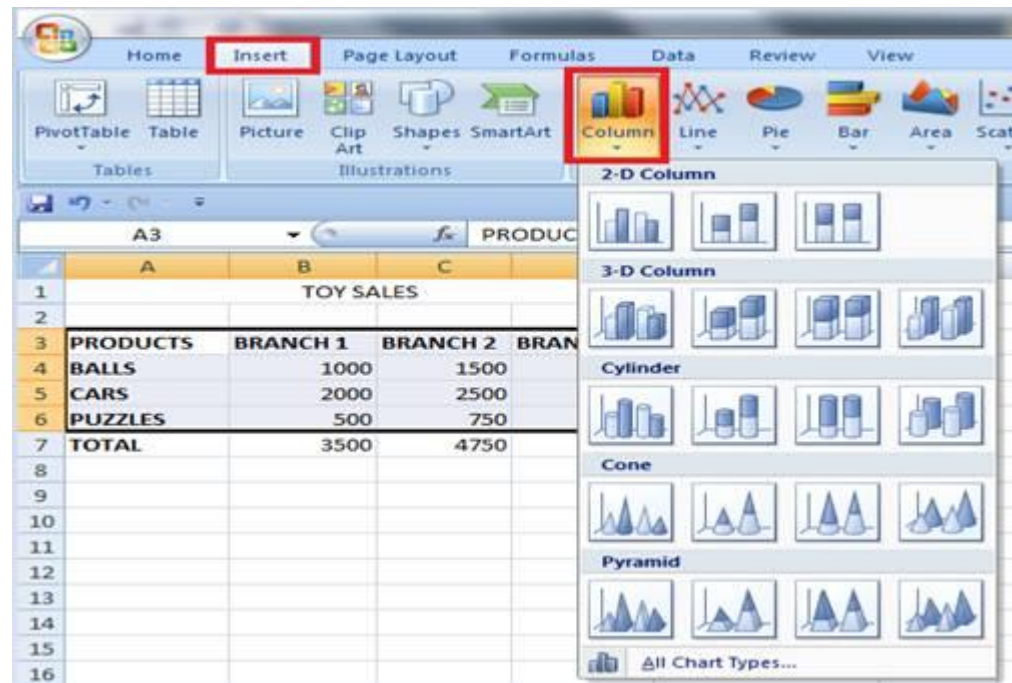 Home Insert Page Layout Formulas Data Review View
PivotTable Table Picture Clip Art Shapes SmartArt Column Line Pie Bar Area Scat
Tables Illustrations
2-D Column
A3 fx PRODUC
A B C
3-D Column
1 TOY SALES
2
3 PRODUCTS BRANCH 1 BRANCH 2 BRAN
4 BALLS 1000 1500
Cylinder
5 CARS 2000 2500
6 PUZZLES 500 750
7 TOTAL 3500 4750
8
Cone
9
10
11
12
Pyramid
13
14
15
16
All Chart Types...